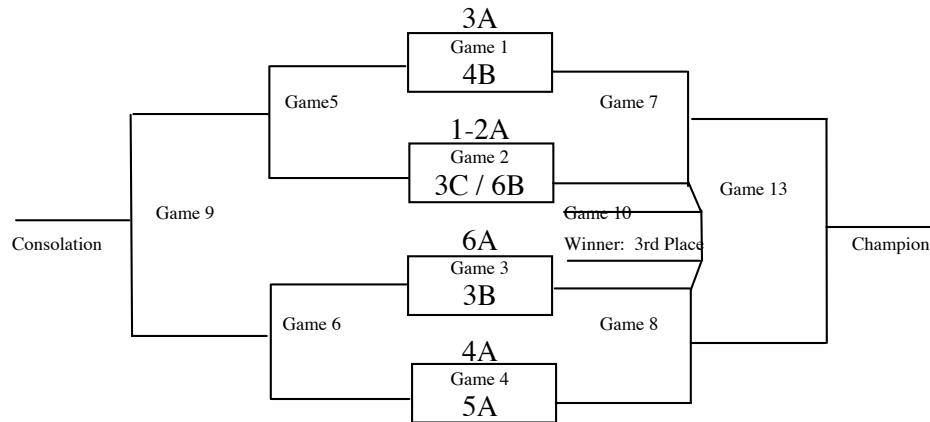 3A
Game 1
4B
Game5
Game 7
1-2A
Game 2
3C / 6B
Game 13
Game 9
Game 10
Consolation
6A
Winner: 3rd Place
Champion
Game 3
3B
Game 6
Game 8
4A
Game 4
5A